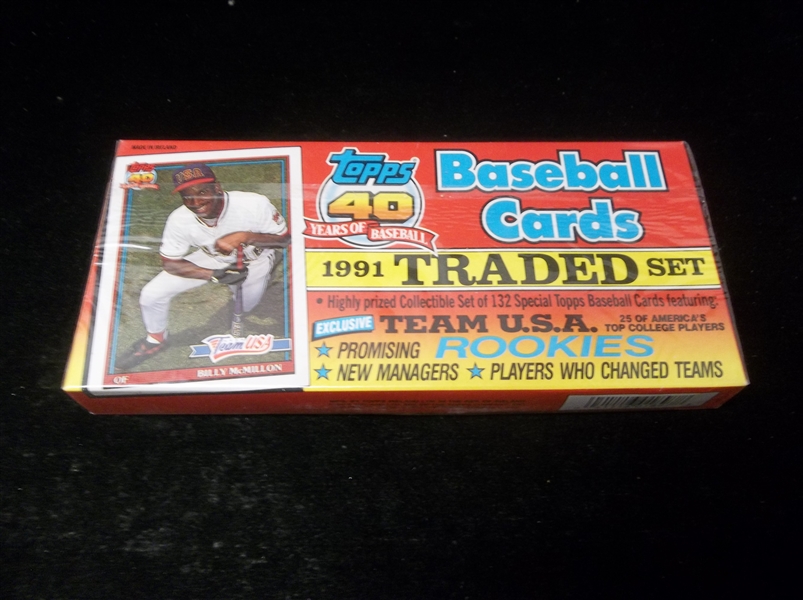 MADE IN IRELAND
Topps
40
YEARS OF BASEBALL
Baseball
Cards
1991 TRADED SET
• Highly prized Collectible Set of 132 Special Topps Baseball Cards featuring:
EXCLUSIVE TEAM U.S.A. 25 OF AMERICA'S
TOP COLLEGE PLAYERS
★ PROMISING ROOKIES
★ NEW MANAGERS ★ PLAYERS WHO CHANGED TEAMS
Topps
40
USA
Team USA
OF BILLY McMILLON